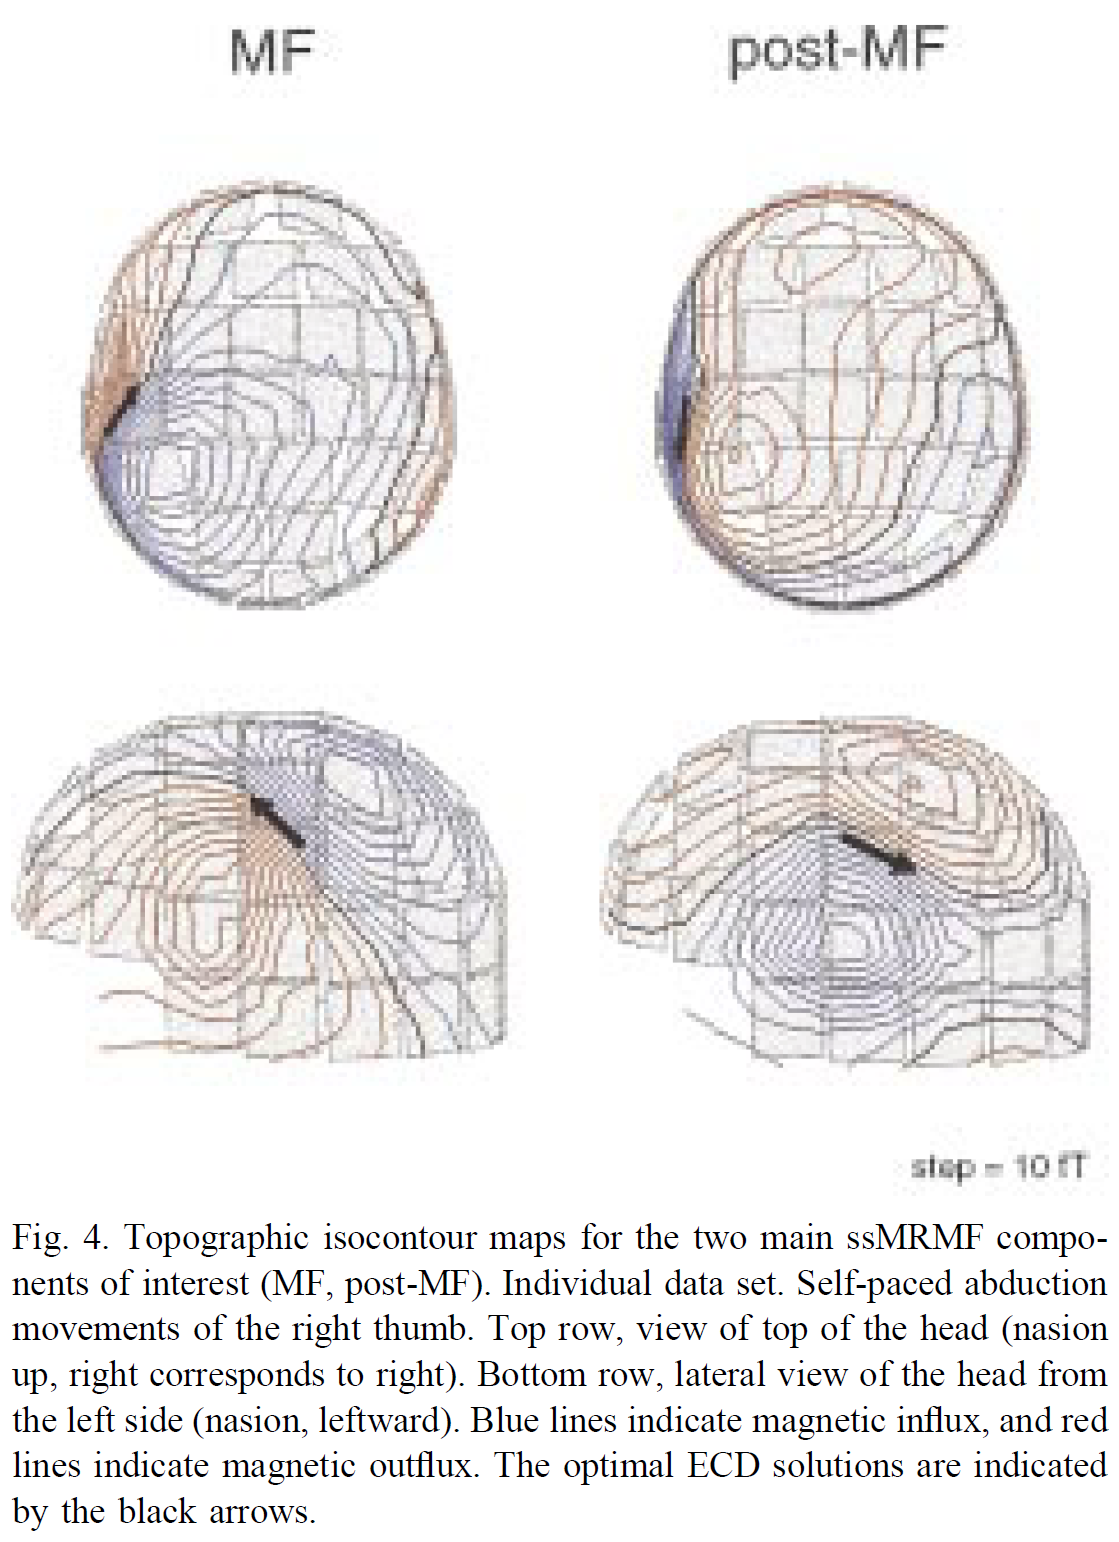 MF
post-MF
step = 10 fT
Fig. 4. Topographic isocontour maps for the two main ssMRMF compo-
nents of interest (MF, post-MF). Individual data set. Self-paced abduction
movements of the right thumb. Top row, view of top of the head (nasion
up, right corresponds to right). Bottom row, lateral view of the head from
the left side (nasion, leftward). Blue lines indicate magnetic influx, and red
lines indicate magnetic outflux. The optimal ECD solutions are indicated
by the black arrows.